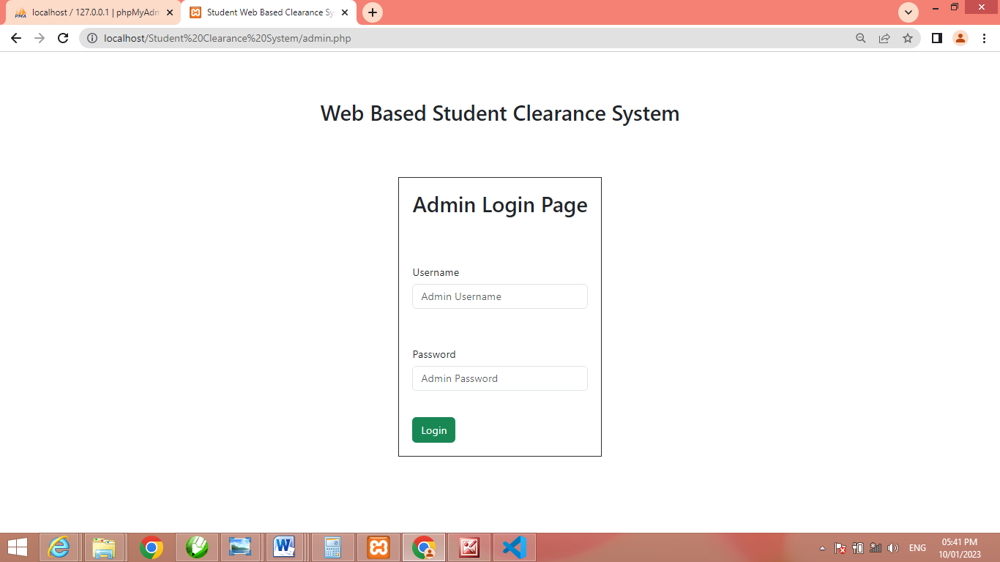 localhost / 127.0.0.1 | phpMyAdm
Student Web Based Clearance Sy
localhost/Student%20Clearance%20System/admin.php
Web Based Student Clearance System
Admin Login Page
Username
Admin Username
Password
Admin Password
Login
ENG
05:41 PM
10/01/2023